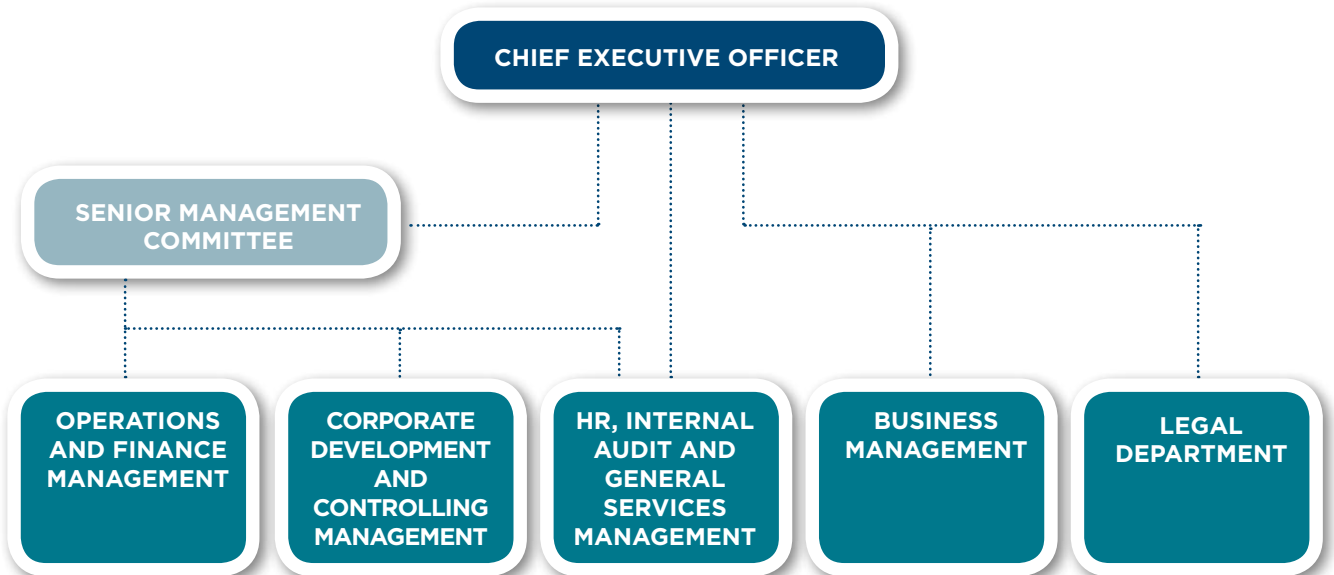 CHIEF EXECUTIVE OFFICER
SENIOR MANAGEMENT
COMMITTEE
OPERATIONS
AND FINANCE
MANAGEMENT
CORPORATE
DEVELOPMENT
AND
CONTROLLING
MANAGEMENT
HR, INTERNAL
AUDIT AND
GENERAL
SERVICES
MANAGEMENT
BUSINESS
MANAGEMENT
LEGAL
DEPARTMENT